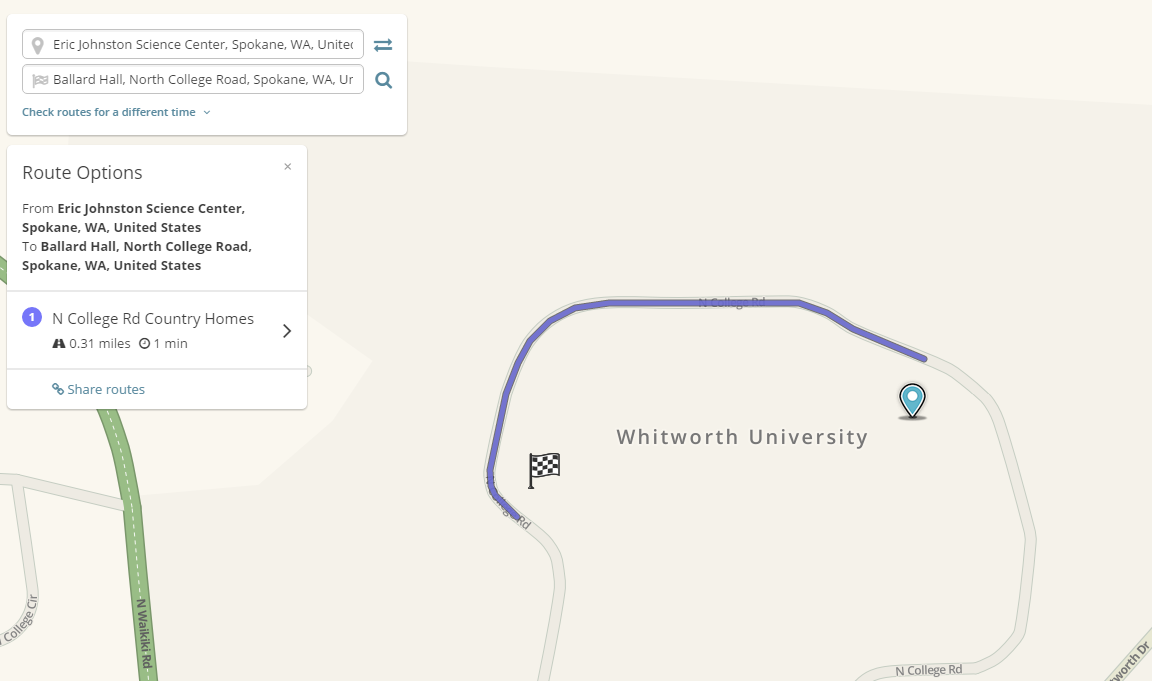 Eric Johnston Science Center, Spokane, WA, United
Ballard Hall, North College Road, Spokane, WA, Ur
Check routes for a different time
Route Options
×
From Eric Johnston Science Center,
Spokane, WA, United States
To Ballard Hall, North College Road,
Spokane, WA, United States
1
N College Rd Country Homes
0.31 miles 1 min
Share routes
N College Rd
Whitworth University
N College Rd
N Waikiki Rd
College Cir
N College Rd
worth Dr